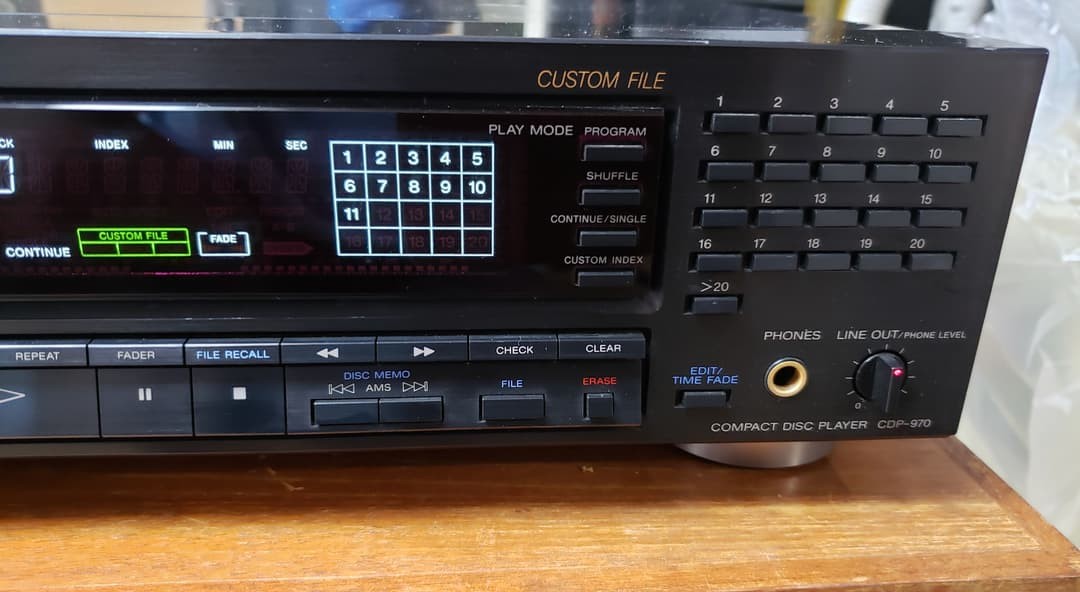 CUSTOM FILE
CK INDEX MIN SEC
1 2 3 4 5
6 7 8 9 10
11 12 13 14 15
16 17 18 19 20
CONTINUE CUSTOM FILE FADE
PLAY MODE PROGRAM
SHUFFLE
CONTINUE/SINGLE
CUSTOM INDEX
1 2 3 4 5
6 7 8 9 10
11 12 13 14 15
16 17 18 19 20
>20
REPEAT FADER FILE RECALL CHECK CLEAR
DISC MEMO
AMS
FILE
ERASE
EDIT/
TIME FADE
PHONES LINE OUT/PHONE LEVEL
0
COMPACT DISC PLAYER CDP-970